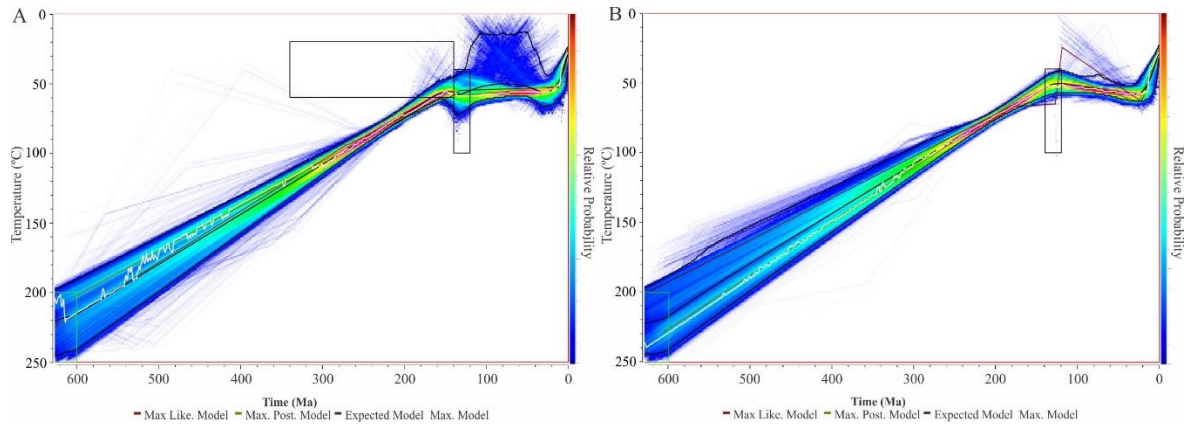 A
0
50
100
150
200
250
Temperature (°C)
600
500
400
300
200
100
0
Time (Ma)
Max Like. Model Max. Post. Model Expected Model Max. Model
Relative Probability
B
0
50
100
150
200
250
Temperature (°C)
600
500
400
300
200
100
0
Time (Ma)
Max Like. Model Max. Post. Model Expected Model Max. Model
Relative Probability